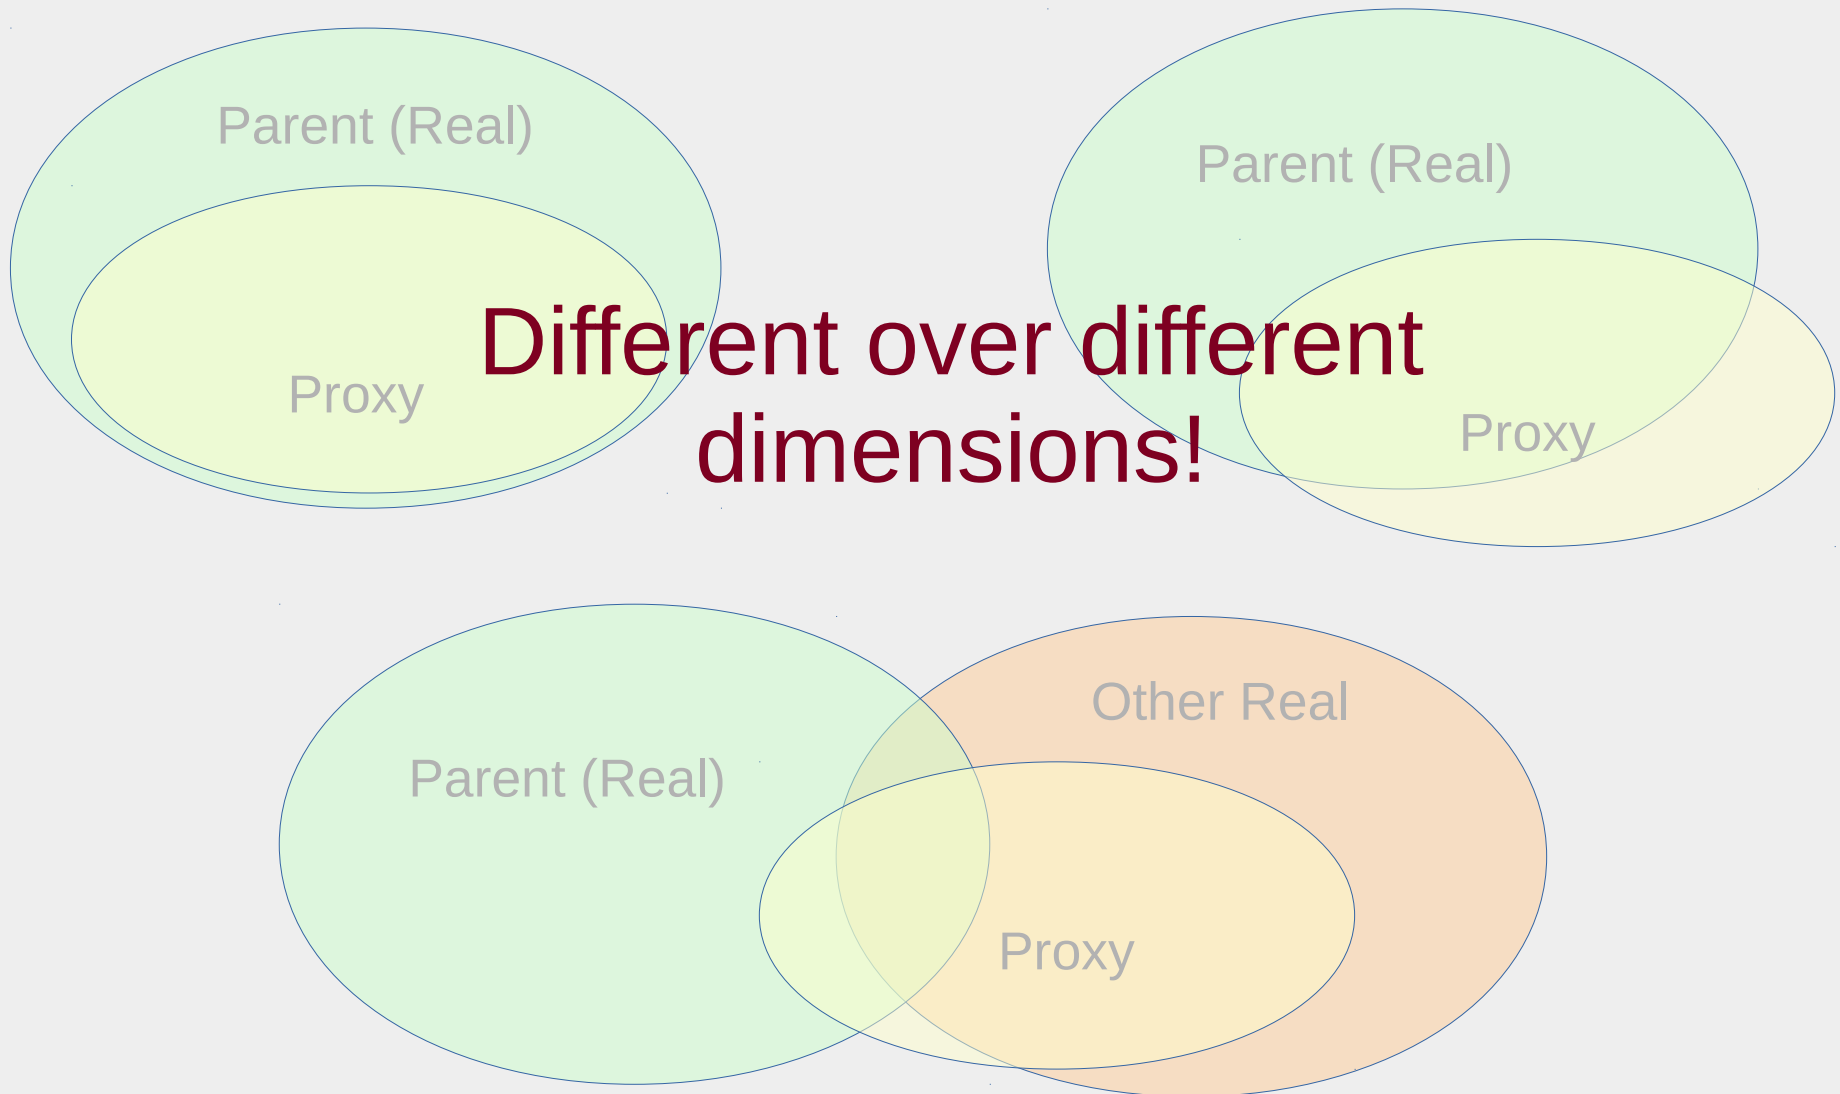 Parent (Real)
Proxy
Parent (Real)
Proxy
Different over different
dimensions!
Parent (Real)
Other Real
Proxy